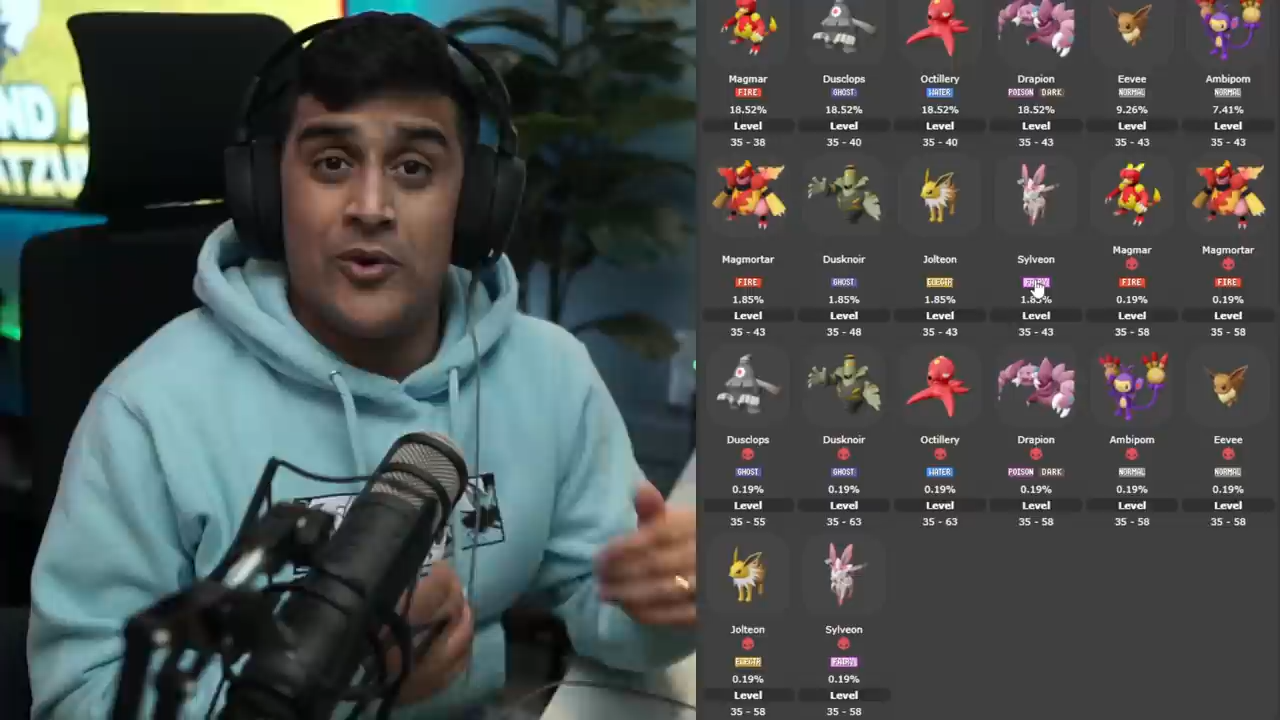 ND
Magmar Dusclops Octillery Drapion Eevee Ambipom
FIRE GHOST WATER POISON DARK NORMAL NORMAL
18.52% 18.52% 18.52% 18.52% 9.26% 7.41%
Level Level Level Level Level Level
35 - 38 35 - 40 35 - 40 35 - 43 35 - 43 35 - 43
Magmortar Dusknoir Jolteon Sylveon Magmar Magmortar
FIRE GHOST ELECTR FAIRY FIRE FIRE
1.85% 1.85% 1.85% 1.85% 0.19% 0.19%
Level Level Level Level Level Level
35 - 43 35 - 48 35 - 43 35 - 43 35 - 58 35 - 58
Dusclops Dusknoir Octillery Drapion Ambipom Eevee
GHOST GHOST WATER POISON DARK NORMAL NORMAL
0.19% 0.19% 0.19% 0.19% 0.19% 0.19%
Level Level Level Level Level Level
35 - 55 35 - 63 35 - 63 35 - 58 35 - 58 35 - 58
Jolteon Sylveon
ELECTR FAIRY
0.19% 0.19%
Level Level
35 - 58 35 - 58